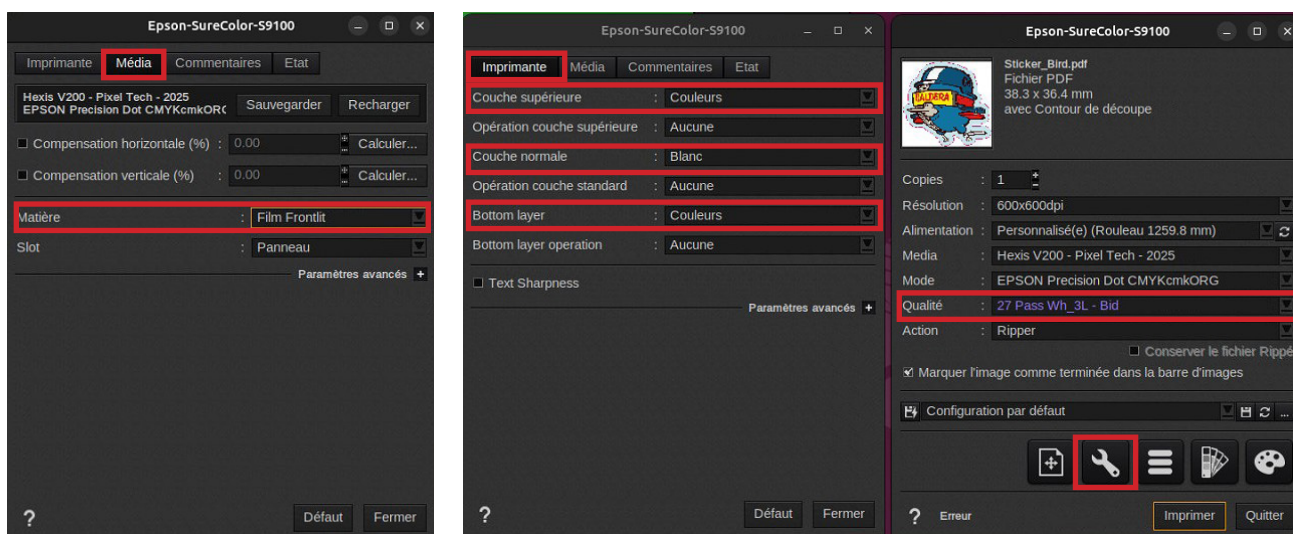 Epson-SureColor-S9100
Imprimante Média Commentaires Etat
Hexis V200 - Pixel Tech - 2025
EPSON Precision Dot CMYKcmkORG
Sauvegarder Recharger
Compensation horizontale (%) : 0.00 Calculer...
Compensation verticale (%) : 0.00 Calculer...
Matière : Film Frontlit
Slot : Panneau
Paramètres avancés +
? Défaut Fermer
Epson-SureColor-S9100
Imprimante Média Commentaires Etat
Couche supérieure : Couleurs
Opération couche supérieure : Aucune
Couche normale : Blanc
Opération couche standard : Aucune
Bottom layer : Couleurs
Bottom layer operation : Aucune
Text Sharpness
Paramètres avancés +
? Défaut Fermer
Epson-SureColor-S9100
CALDERA
Sticker_Bird.pdf
Fichier PDF
38.3 x 36.4 mm
avec Contour de découpe
Copies : 1
Résolution : 600x600dpi
Alimentation : Personnalisé(e) (Rouleau 1259.8 mm)
Media : Hexis V200 - Pixel Tech - 2025
Mode : EPSON Precision Dot CMYKcmkORG
Qualité : 27 Pass Wh_3L - Bid
Action : Ripper
Conserver le fichier Rippé
Marquer l'image comme terminée dans la barre d'images
Configuration par défaut ...
? Erreur Imprimer Quitter